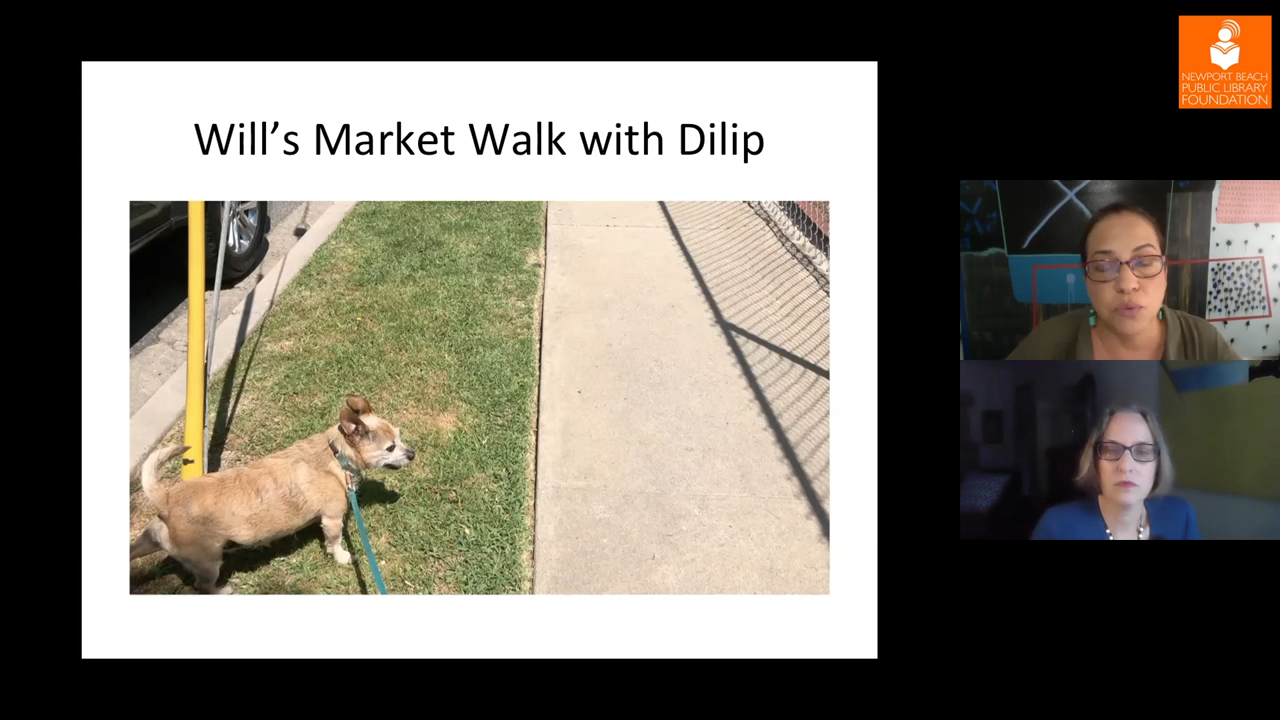 Will’s Market Walk with Dilip
NEWPORT BEACH
PUBLIC LIBRARY
FOUNDATION